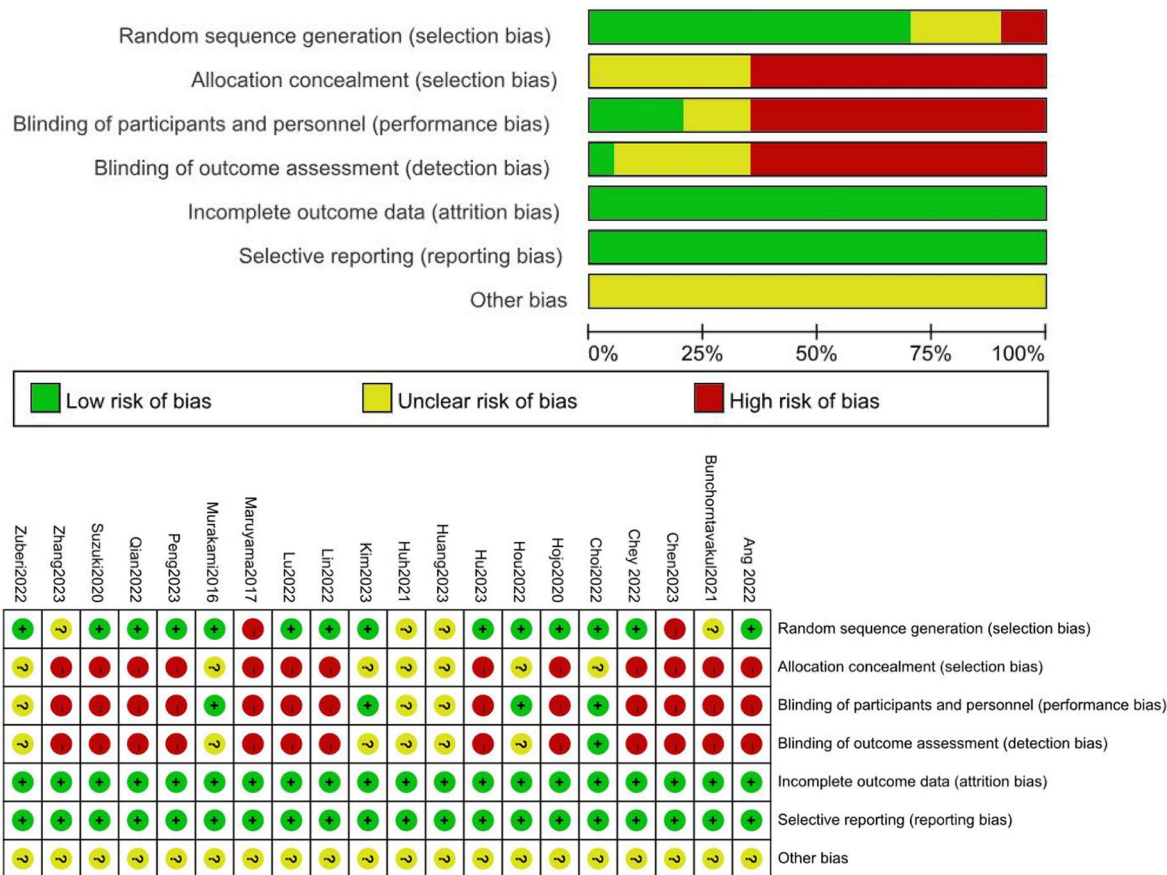 Random sequence generation (selection bias)
Allocation concealment (selection bias)
Blinding of participants and personnel (performance bias)
Blinding of outcome assessment (detection bias)
Incomplete outcome data (attrition bias)
Selective reporting (reporting bias)
Other bias
0% 25% 50% 75% 100%
Low risk of bias Unclear risk of bias High risk of bias
Zuberi2022
Zhang2023
Suzuki2020
Qian2022
Peng2023
Murakami2016
Maruyama2017
Lu2022
Lin2022
Kim2023
Huh2021
Huang2023
Hu2023
Hou2022
Hojo2020
Choi2022
Chey 2022
Chen2023
Bunchorntavakul2021
Ang 2022
+ ? + + + + - + + + ? ? + + + + + - ? + Random sequence generation (selection bias)
? - - - - ? - - - ? ? ? - ? - ? - - - - Allocation concealment (selection bias)
? - - - - + - - - + ? ? - + - + - - - - Blinding of participants and personnel (performance bias)
? - - - - ? - - - ? ? ? - ? - + - - - - Blinding of outcome assessment (detection bias)
+ + + + + + + + + + + + + + + + + + + + Incomplete outcome data (attrition bias)
+ + + + + + + + + + + + + + + + + + + + Selective reporting (reporting bias)
? ? ? ? ? ? ? ? ? ? ? ? ? ? ? ? ? ? ? ? Other bias